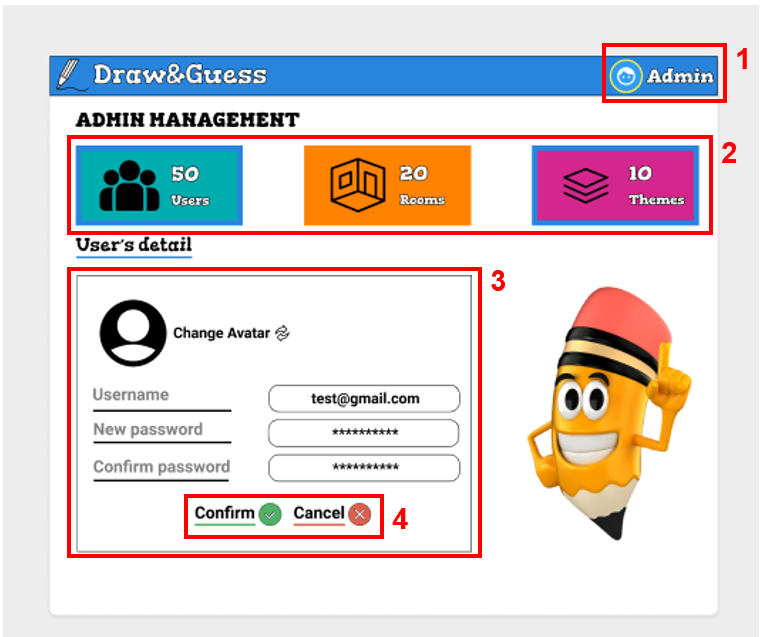 Draw&Guess
Admin
1
ADMIN MANAGEMENT
50
Users
20
Rooms
10
Themes
2
User's detail
3
Change Avatar
Username
test@gmail.com
New password
**********
Confirm password
**********
Confirm
Cancel
4